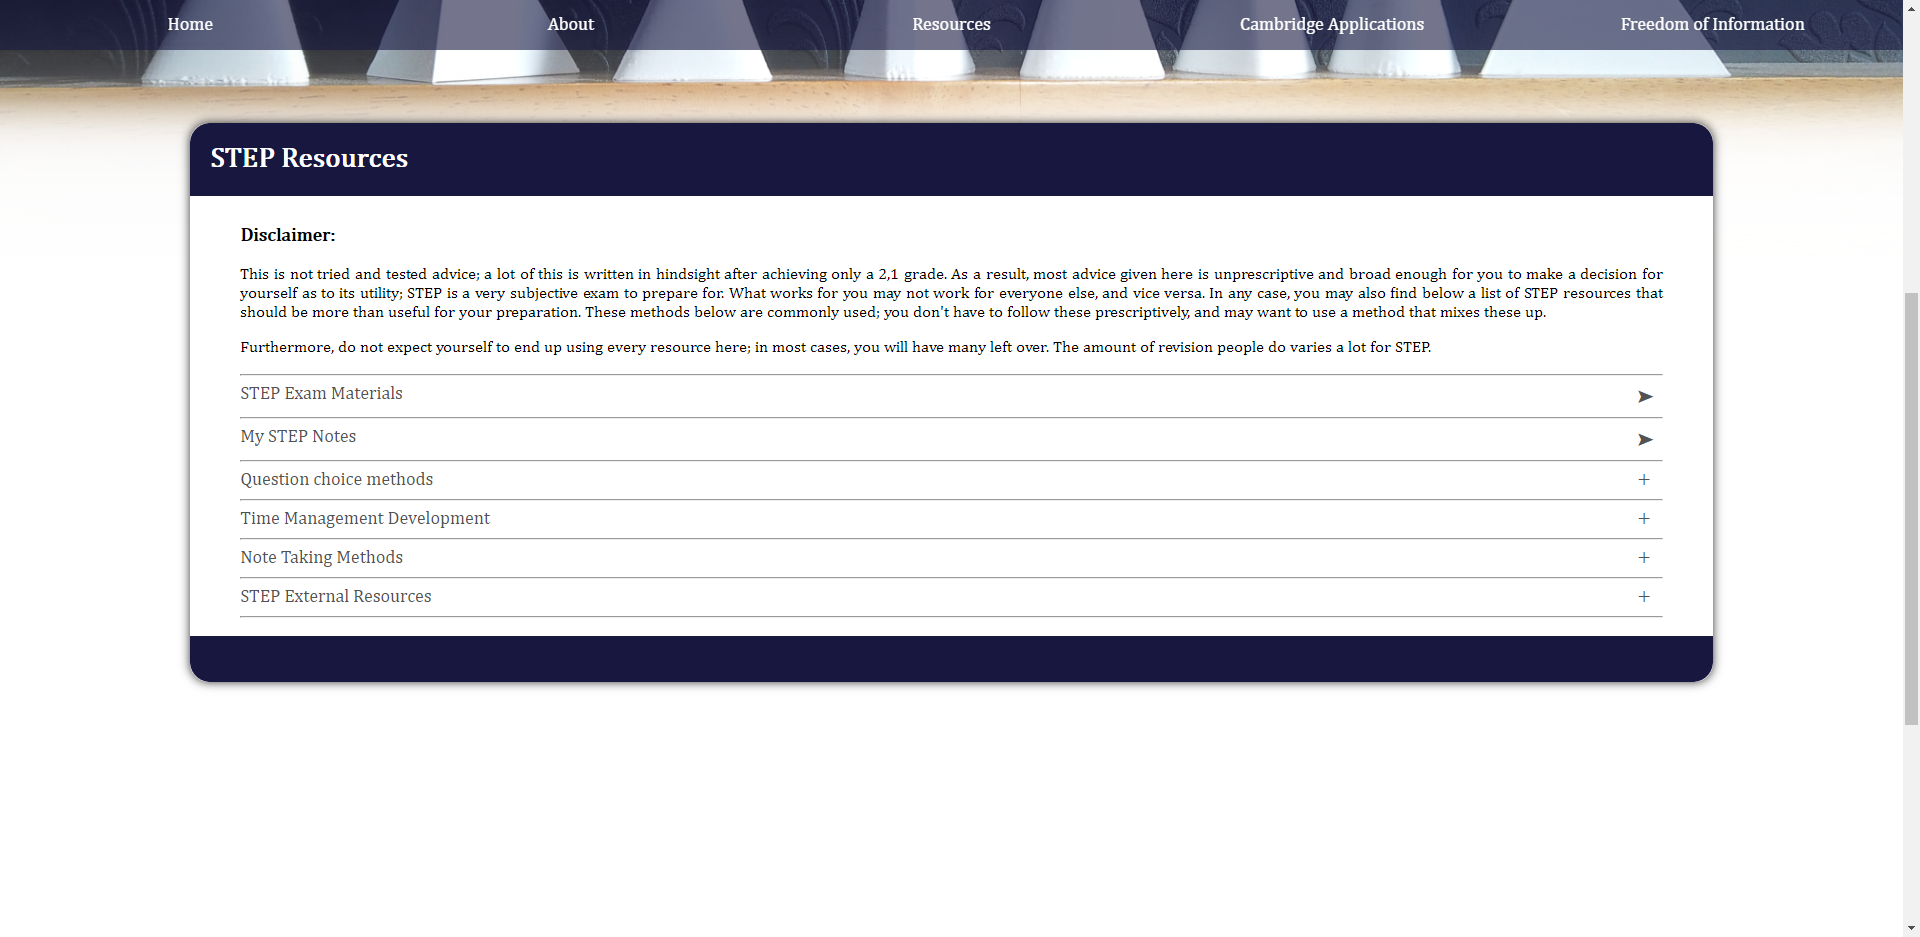 Home About Resources Cambridge Applications Freedom of Information
STEP Resources
Disclaimer:
This is not tried and tested advice; a lot of this is written in hindsight after achieving only a 2,1 grade. As a result, most advice given here is unprescriptive and broad enough for you to make a decision for
yourself as to its utility; STEP is a very subjective exam to prepare for. What works for you may not work for everyone else, and vice versa. In any case, you may also find below a list of STEP resources that
should be more than useful for your preparation. These methods below are commonly used; you don't have to follow these prescriptively, and may want to use a method that mixes these up.
Furthermore, do not expect yourself to end up using every resource here; in most cases, you will have many left over. The amount of revision people do varies a lot for STEP.
STEP Exam Materials ➤
My STEP Notes ➤
Question choice methods +
Time Management Development +
Note Taking Methods +
STEP External Resources +